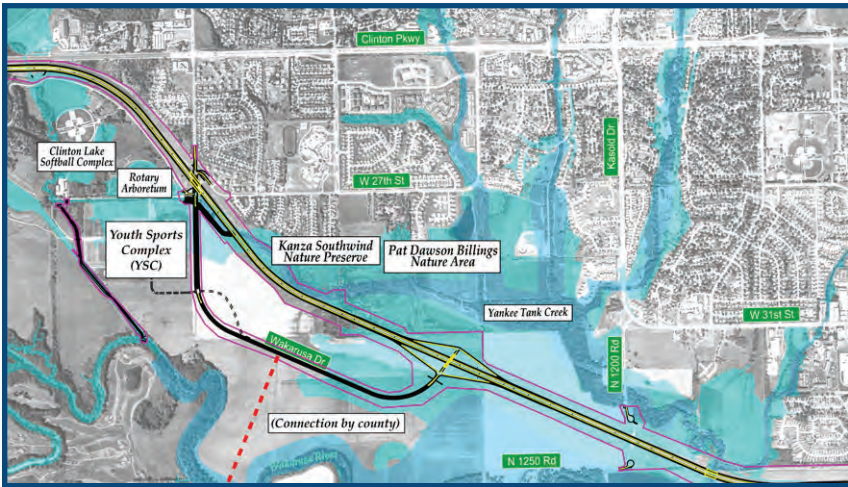 Clinton Pkwy
Clinton Lake
Softball Complex
Rotary
Arboretum
W 27th St
Kasold Dr
Youth Sports
Complex
(YSC)
Kanza Southwind
Nature Preserve
Pat Dawson Billings
Nature Area
Yankee Tank Creek
W 31st St
Wakarusa Dr
N 1200 Rd
(Connection by county)
N 1250 Rd
Wakarusa River